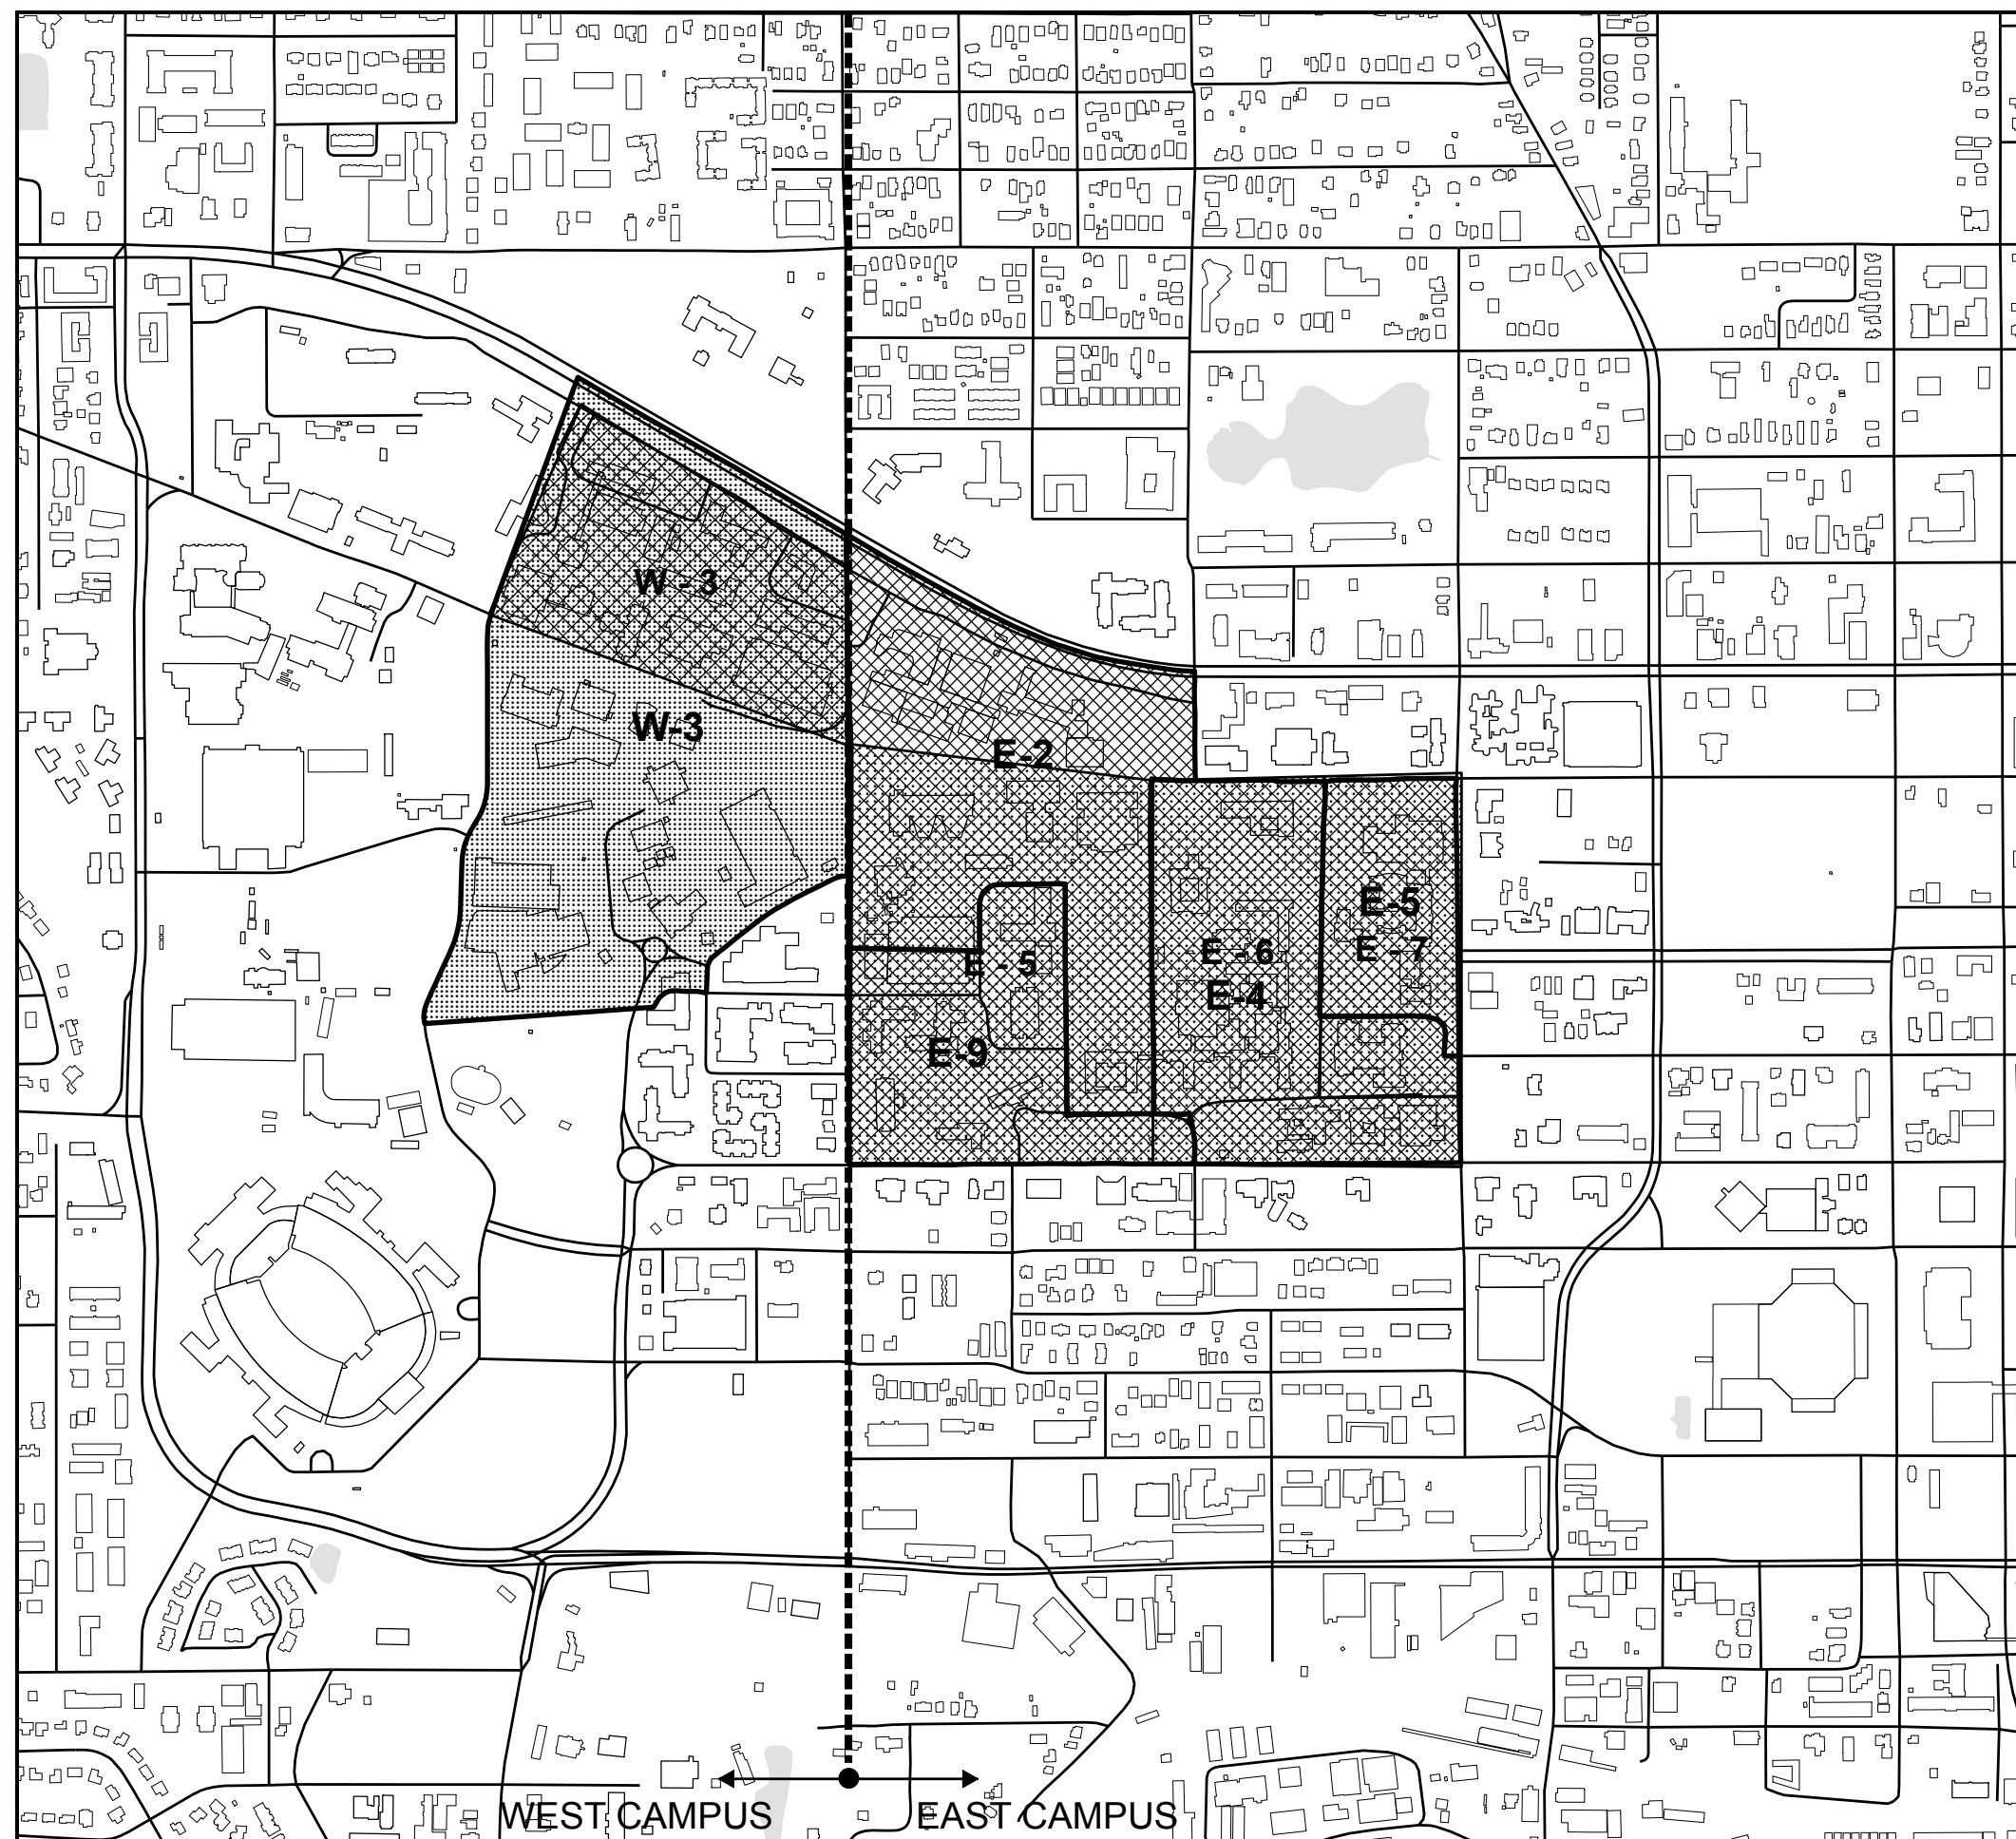 W - 3
W-3
E-2
E-5
E - 6
E - 7
E - 5
E-4
E-9
WEST CAMPUS
EAST CAMPUS